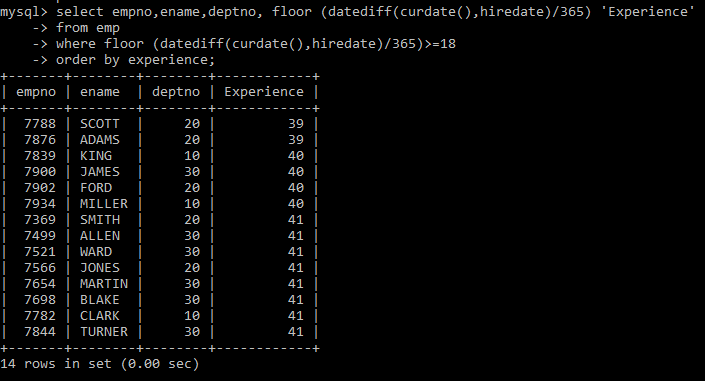 mysql> select empno,ename,deptno, floor (datediff(curdate(),hiredate)/365) 'Experience'
    -> from emp
    -> where floor (datediff(curdate(),hiredate)/365)>=18
    -> order by experience;
+-------+--------+--------+------------+
| empno | ename  | deptno | Experience |
+-------+--------+--------+------------+
|  7788 | SCOTT  |     20 |         39 |
|  7876 | ADAMS  |     20 |         39 |
|  7839 | KING   |     10 |         40 |
|  7900 | JAMES  |     30 |         40 |
|  7902 | FORD   |     20 |         40 |
|  7934 | MILLER |     10 |         40 |
|  7369 | SMITH  |     20 |         41 |
|  7499 | ALLEN  |     30 |         41 |
|  7521 | WARD   |     30 |         41 |
|  7566 | JONES  |     20 |         41 |
|  7654 | MARTIN |     30 |         41 |
|  7698 | BLAKE  |     30 |         41 |
|  7782 | CLARK  |     10 |         41 |
|  7844 | TURNER |     30 |         41 |
+-------+--------+--------+------------+
14 rows in set (0.00 sec)